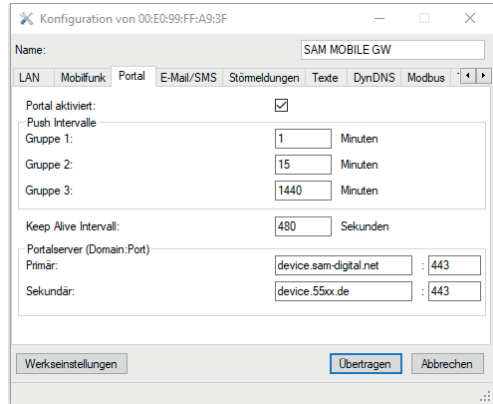 Konfiguration von 00:E0:99:FF:A9:3F
Name: SAM MOBILE GW
LAN Mobilfunk Portal E-Mail/SMS Störmeldungen Texte DynDNS Modbus
Portal aktiviert:
Push Intervalle
Gruppe 1: 1 Minuten
Gruppe 2: 15 Minuten
Gruppe 3: 1440 Minuten
Keep Alive Intervall: 480 Sekunden
Portalserver (Domain:Port)
Primär: device.sam-digital.net : 443
Sekundär: device.55xx.de : 443
Werkseinstellungen Übertragen Abbrechen